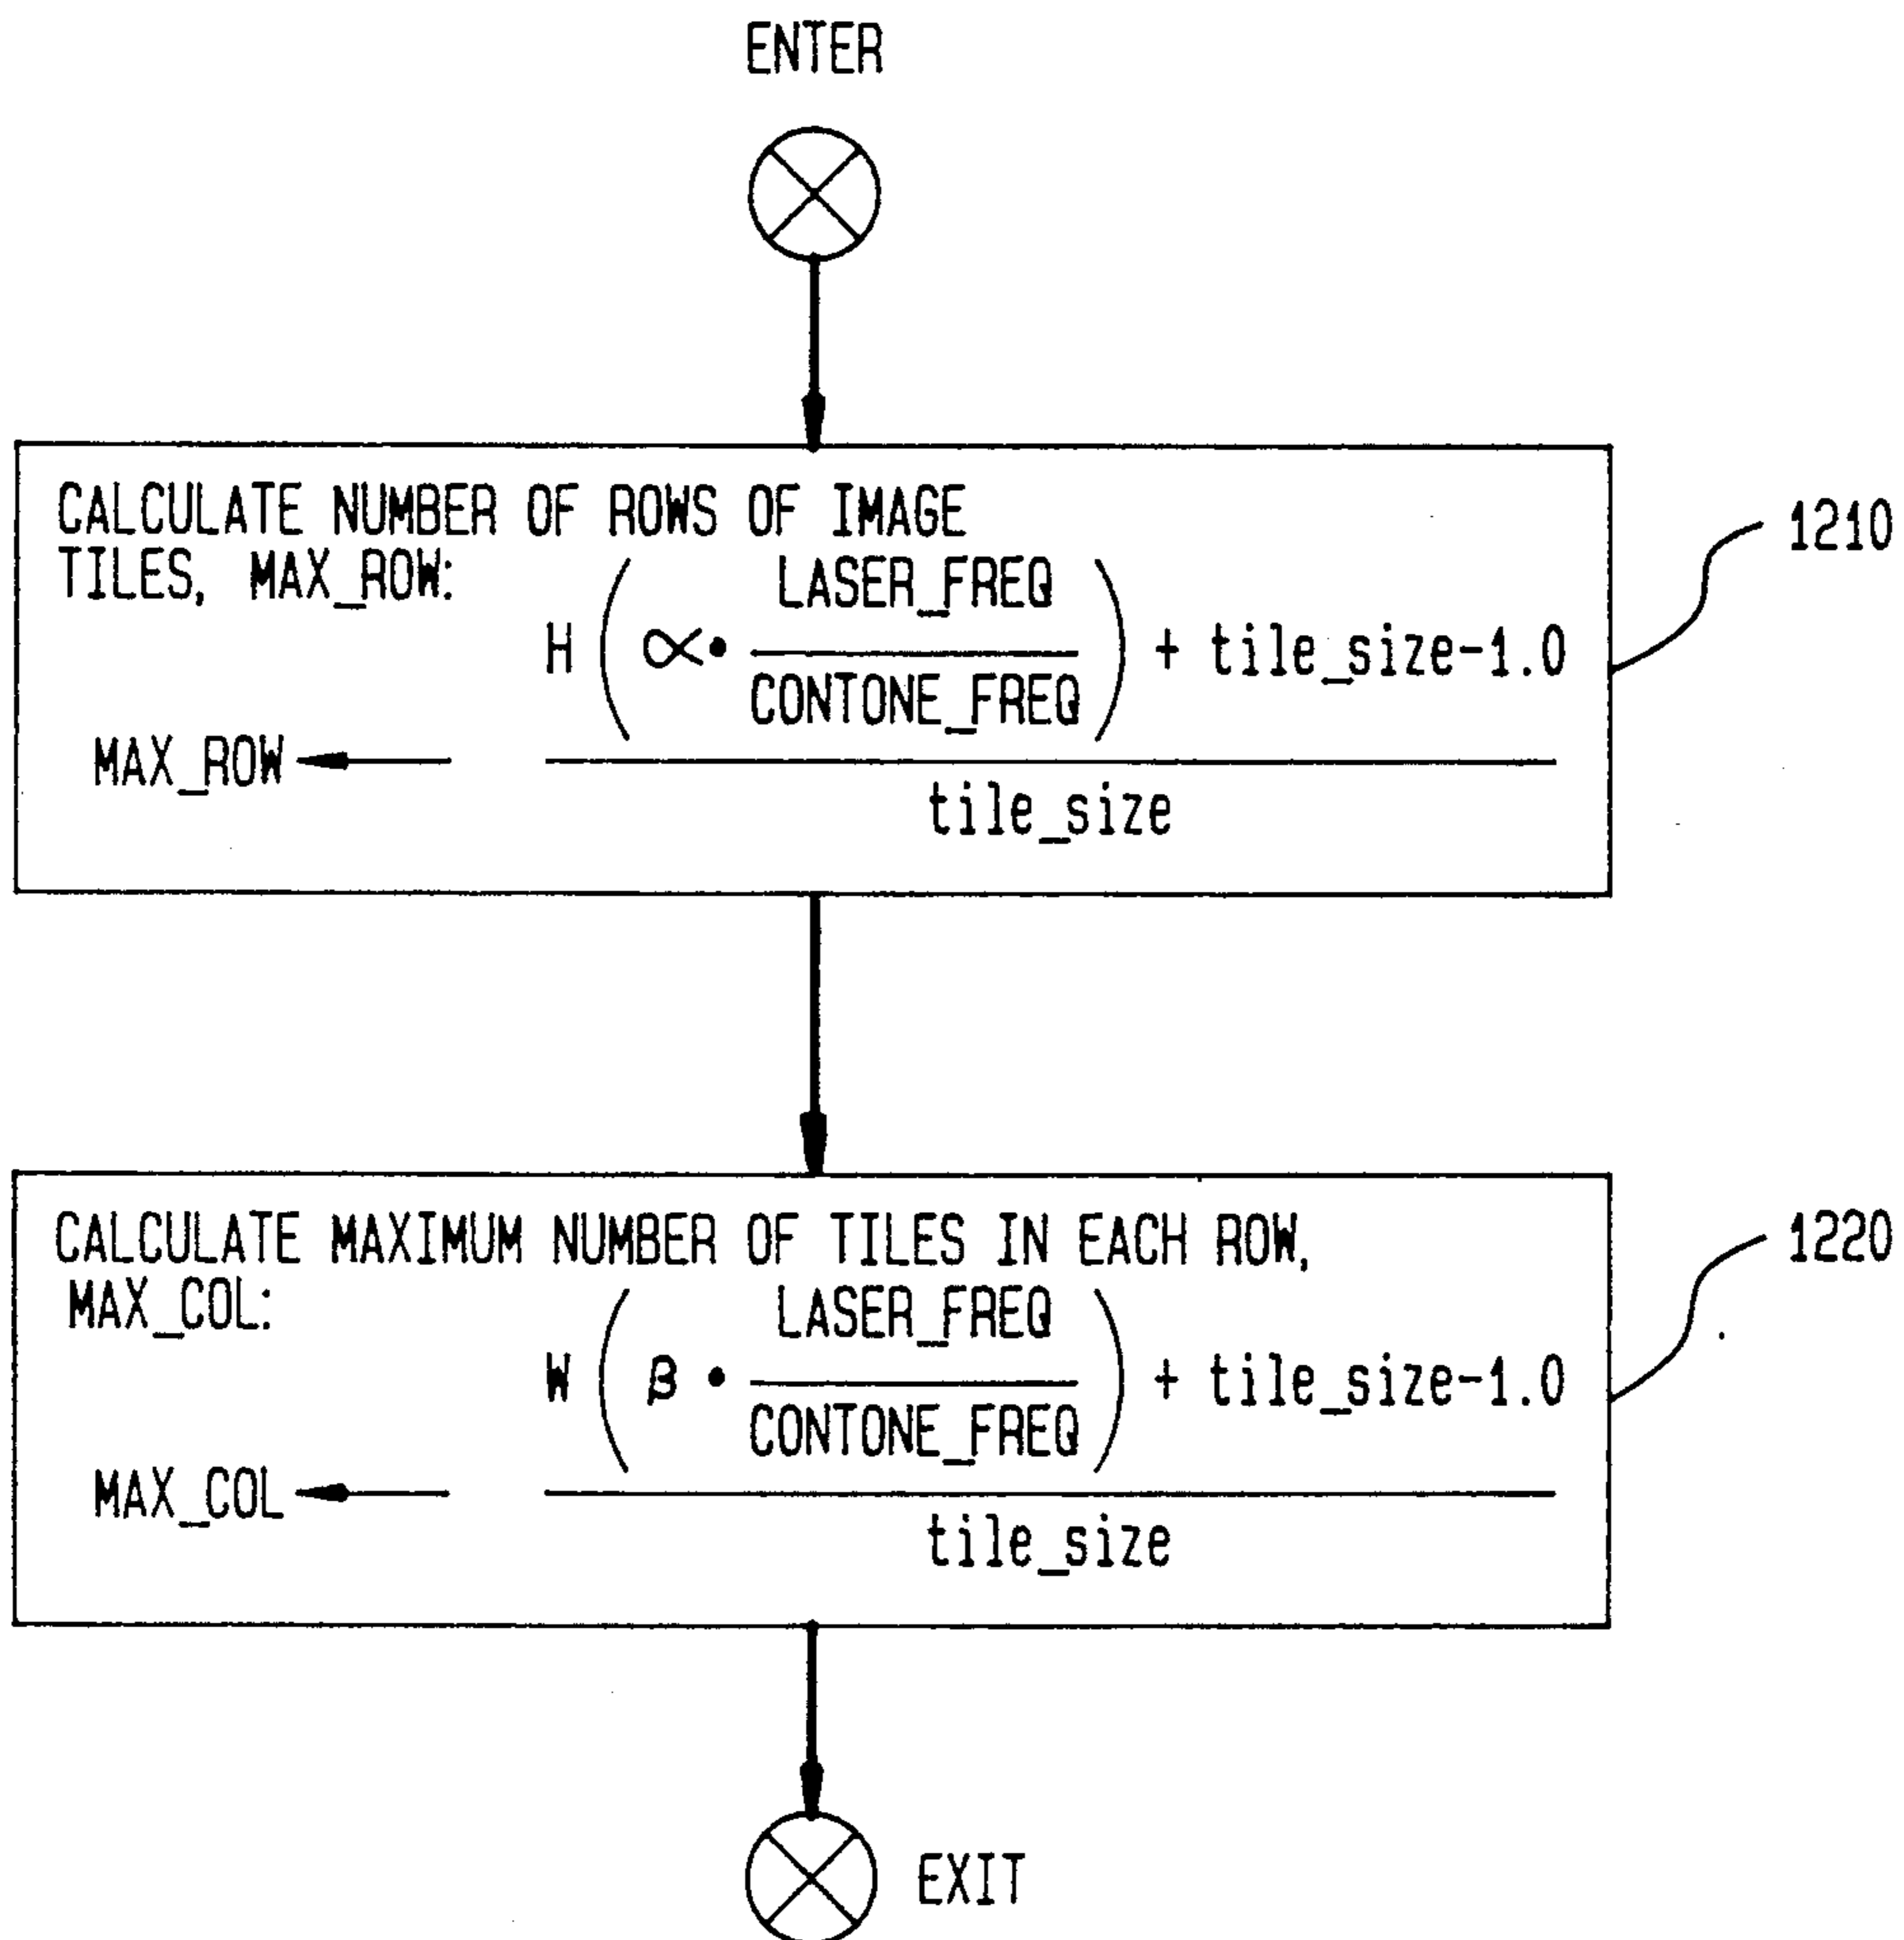 ENTER
CALCULATE NUMBER OF ROWS OF IMAGE
TILES, MAX_ROW:
LASER_FREQ
H ( ∝• ) + tile_size-1.0
CONTONE_FREQ
MAX_ROW
tile_size
1210
CALCULATE MAXIMUM NUMBER OF TILES IN EACH ROW,
MAX_COL:
LASER_FREQ
W ( β • ) + tile_size-1.0
CONTONE_FREQ
MAX_COL
tile_size
1220
EXIT